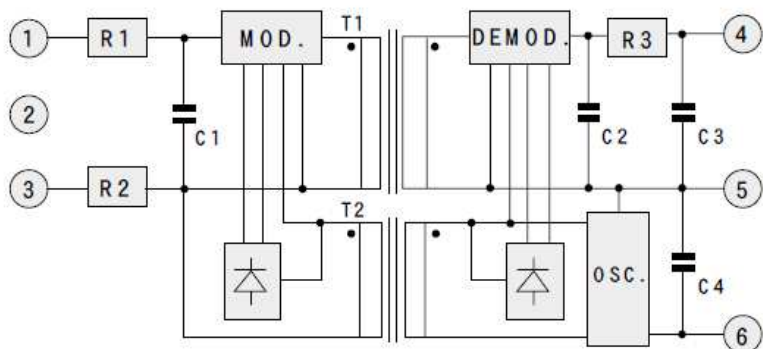 1 R1 MOD. T1 DEMOD. R3 4
2 C1 C2 C3
3 R2 5
T2
OSC. C4
6